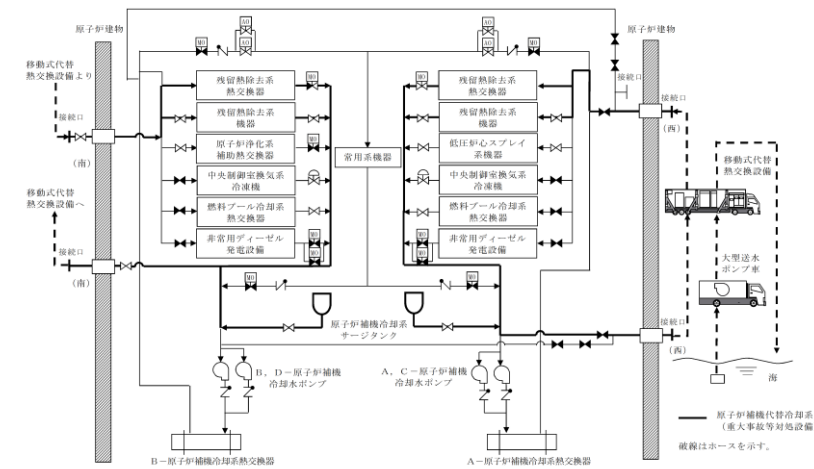 原子炉建物
原子炉建物
移動式代替
熱交換設備より
接続口
(南)
移動式代替
熱交換設備へ
接続口
(南)
AO
AO
MO
AO
AO
MO
残留熱除去系
熱交換器
MO
残留熱除去系
機器
原子炉浄化系
補助熱交換器
MO
中央制御室換気系
冷凍機
燃料プール冷却系
熱交換器
非常用ディーゼル
発電設備
MO
MO
常用系機器
MO
残留熱除去系
熱交換器
残留熱除去系
機器
低圧炉心スプレイ
系機器
中央制御室換気系
冷凍機
燃料プール冷却系
熱交換器
MO
MO
非常用ディーゼル
発電設備
接続口
接続口
(西)
移動式代替
熱交換設備
大型送水
ポンプ車
接続口
(西)
海
MO
MO
原子炉補機冷却系
サージタンク
B,D-原子炉補機
冷却水ポンプ
A,C-原子炉補機
冷却水ポンプ
B-原子炉補機冷却系熱交換器
A-原子炉補機冷却系熱交換器
原子炉補機代替冷却系
(重大事故等対処設備
破線はホースを示す。